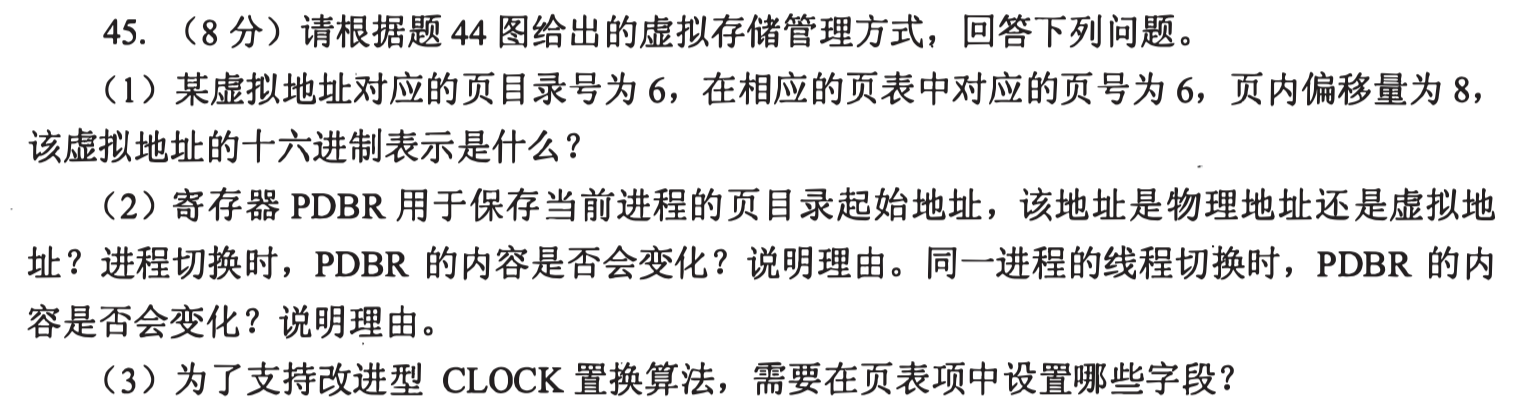 45. （8 分）请根据题 44 图给出的虚拟存储管理方式，回答下列问题。
（1）某虚拟地址对应的页目录号为 6，在相应的页表中对应的页号为 6，页内偏移量为 8，
该虚拟地址的十六进制表示是什么？
（2）寄存器 PDBR 用于保存当前进程的页目录起始地址，该地址是物理地址还是虚拟地
址？进程切换时，PDBR 的内容是否会变化？说明理由。同一进程的线程切换时，PDBR 的内
容是否会变化？说明理由。
（3）为了支持改进型 CLOCK 置换算法，需要在页表项中设置哪些字段？